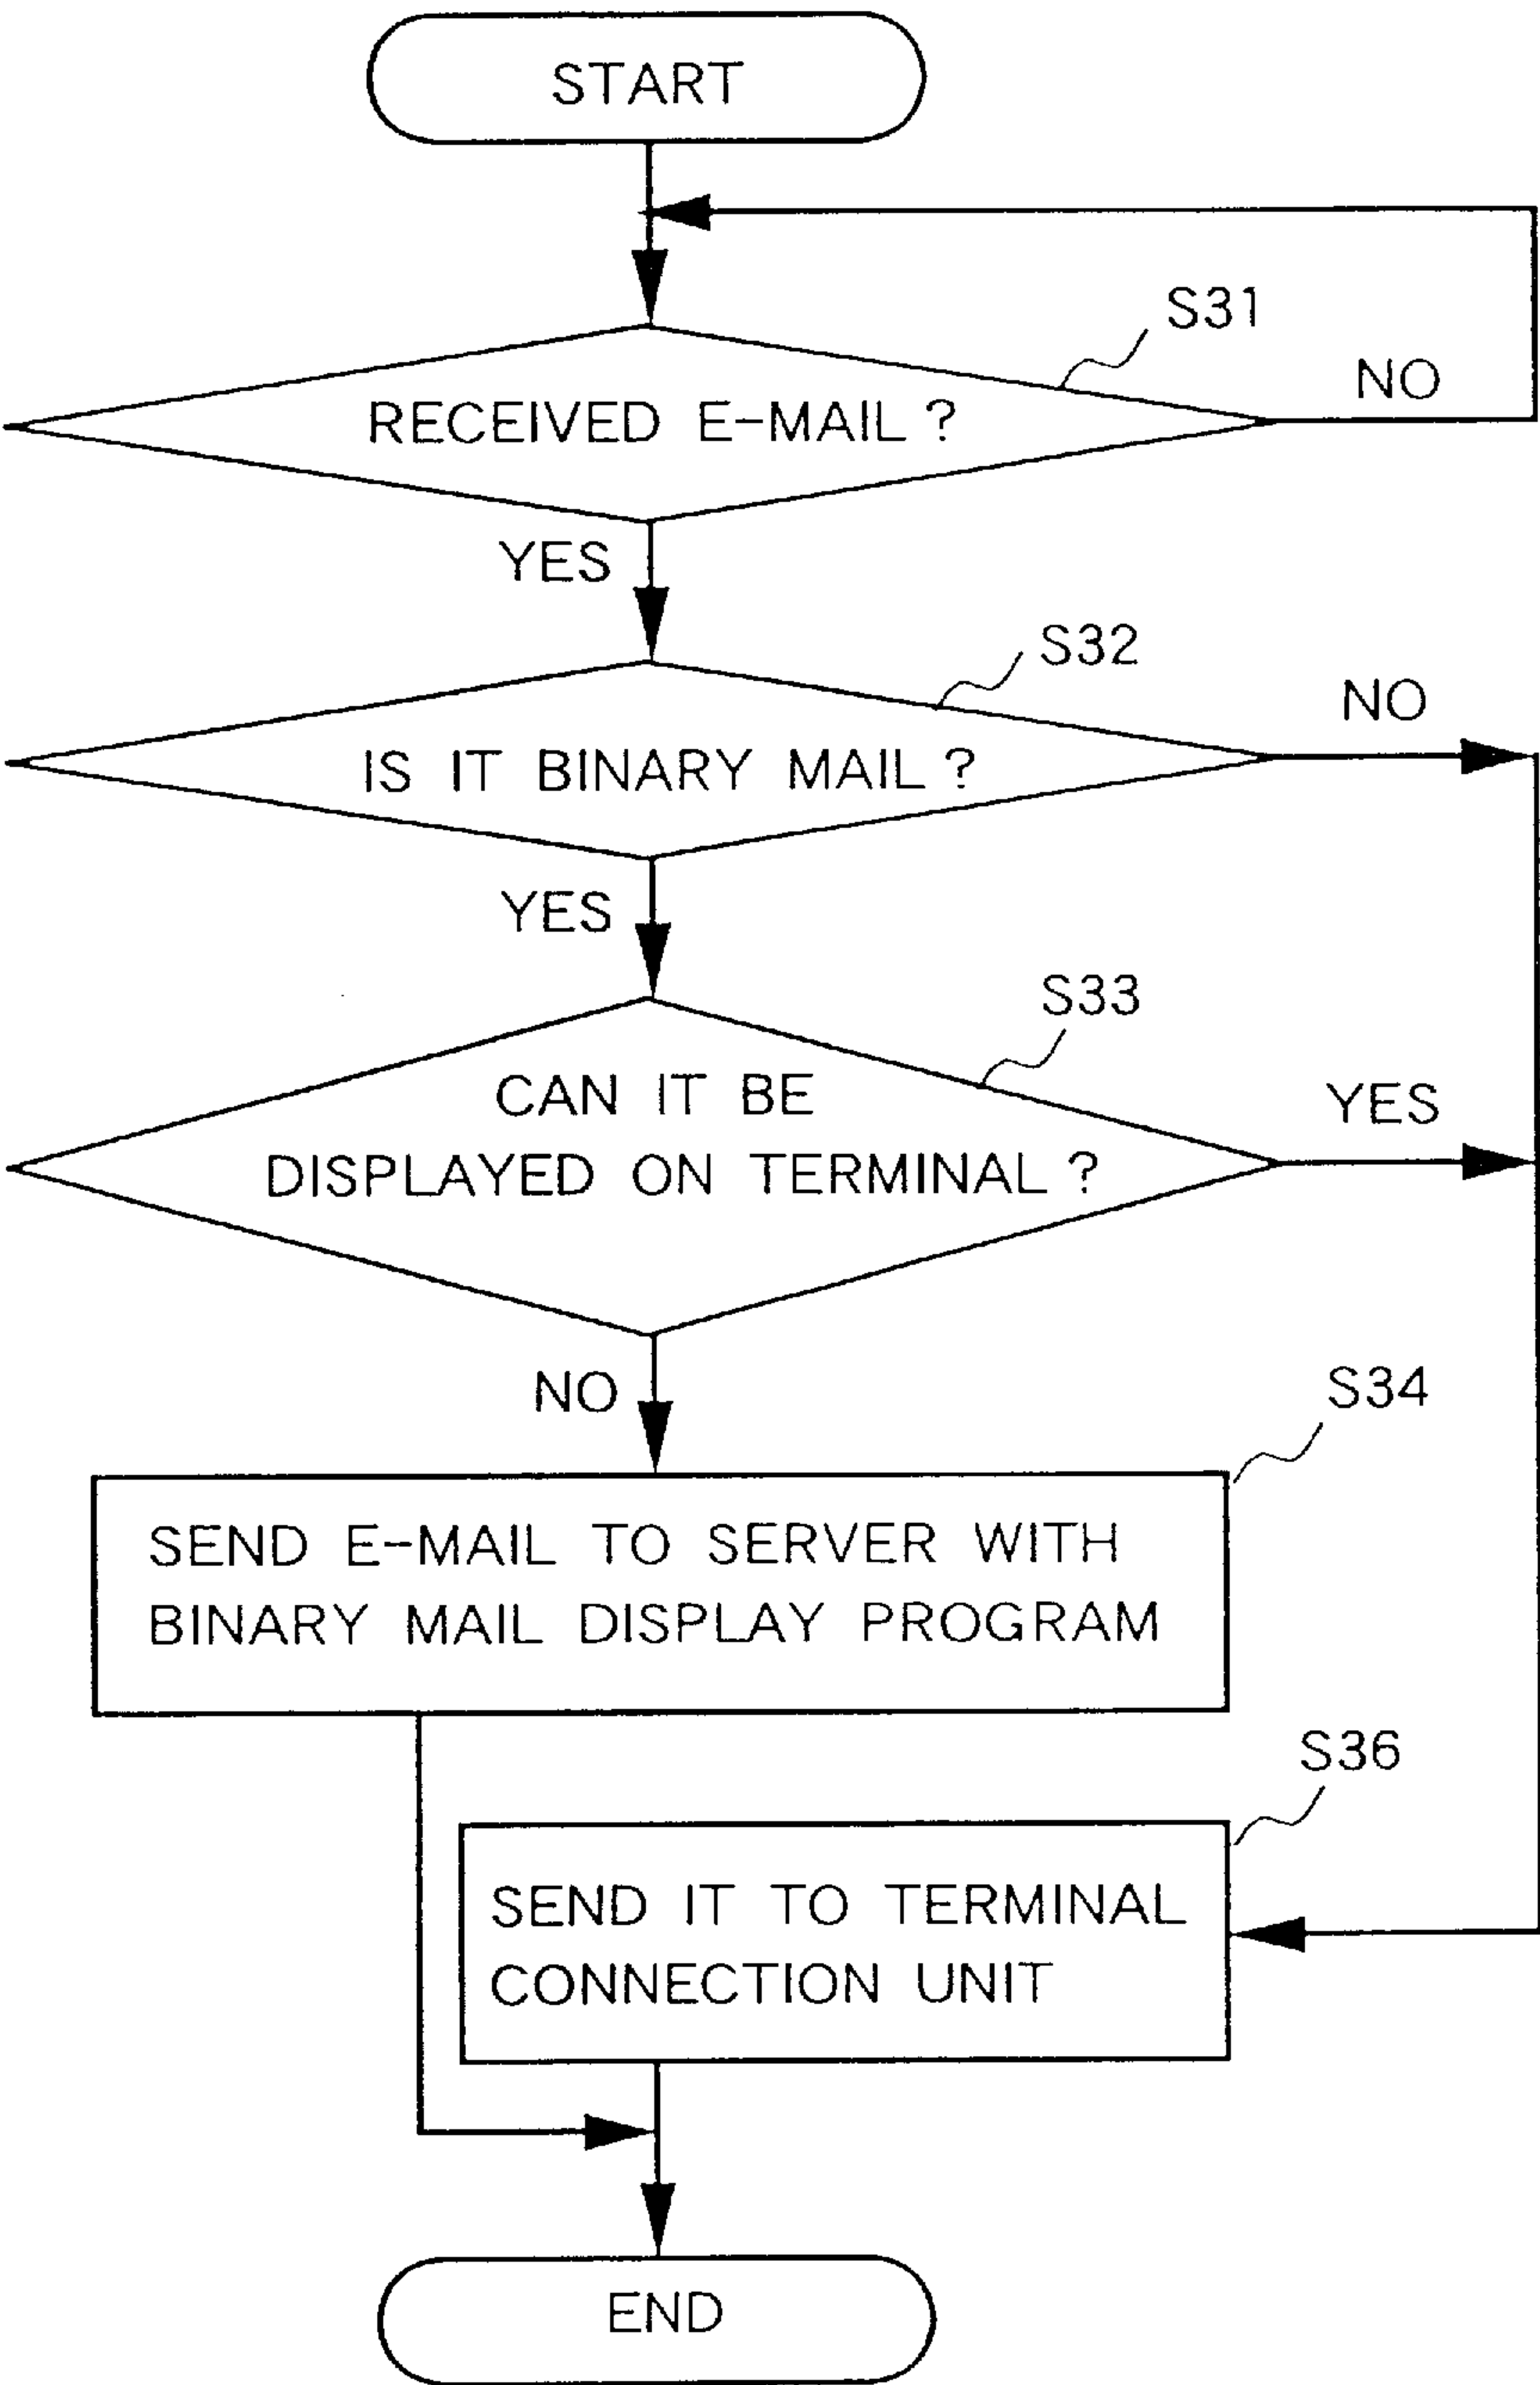 START
S31
NO
RECEIVED E-MAIL?
YES
S32
NO
IS IT BINARY MAIL?
YES
S33
CAN IT BE
YES
DISPLAYED ON TERMINAL?
NO
S34
SEND E-MAIL TO SERVER WITH
BINARY MAIL DISPLAY PROGRAM
S36
SEND IT TO TERMINAL
CONNECTION UNIT
END